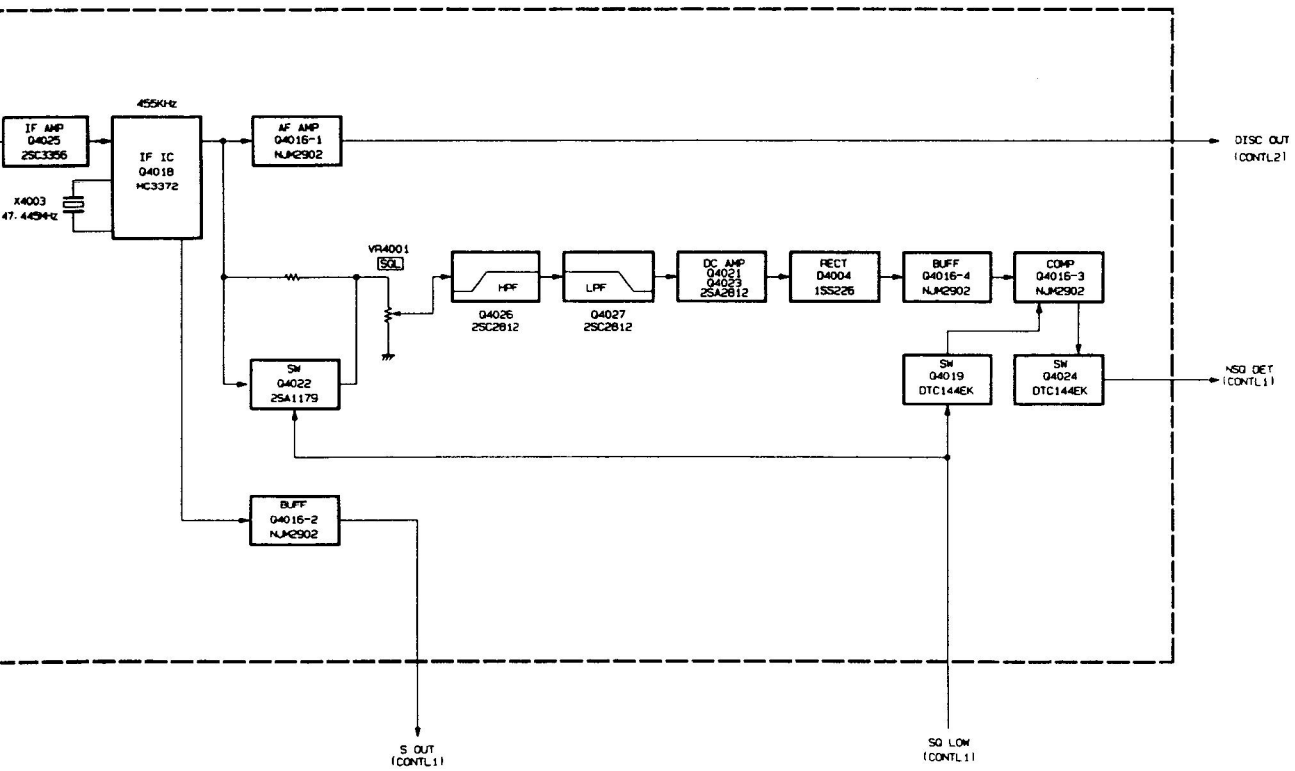 455KHz
IF AMP
Q4025
2SC3356
IF IC
Q4018
MC3372
AF AMP
Q4016-1
NJM2902
DISC OUT
(CONTL2)
X4003
47.445MHz
VR4001
SQL
HPF
Q4026
2SC2812
LPF
Q4027
2SC2812
DC AMP
Q4021
Q4023
2SA2812
RECT
D4004
1SS226
BUFF
Q4016-4
NJM2902
COMP
Q4016-3
NJM2902
SW
Q4022
2SA1179
SW
Q4019
DTC144EK
SW
Q4024
DTC144EK
NSQ DET
(CONTL1)
BUFF
Q4016-2
NJM2902
S OUT
(CONTL1)
SQ LOW
(CONTL1)